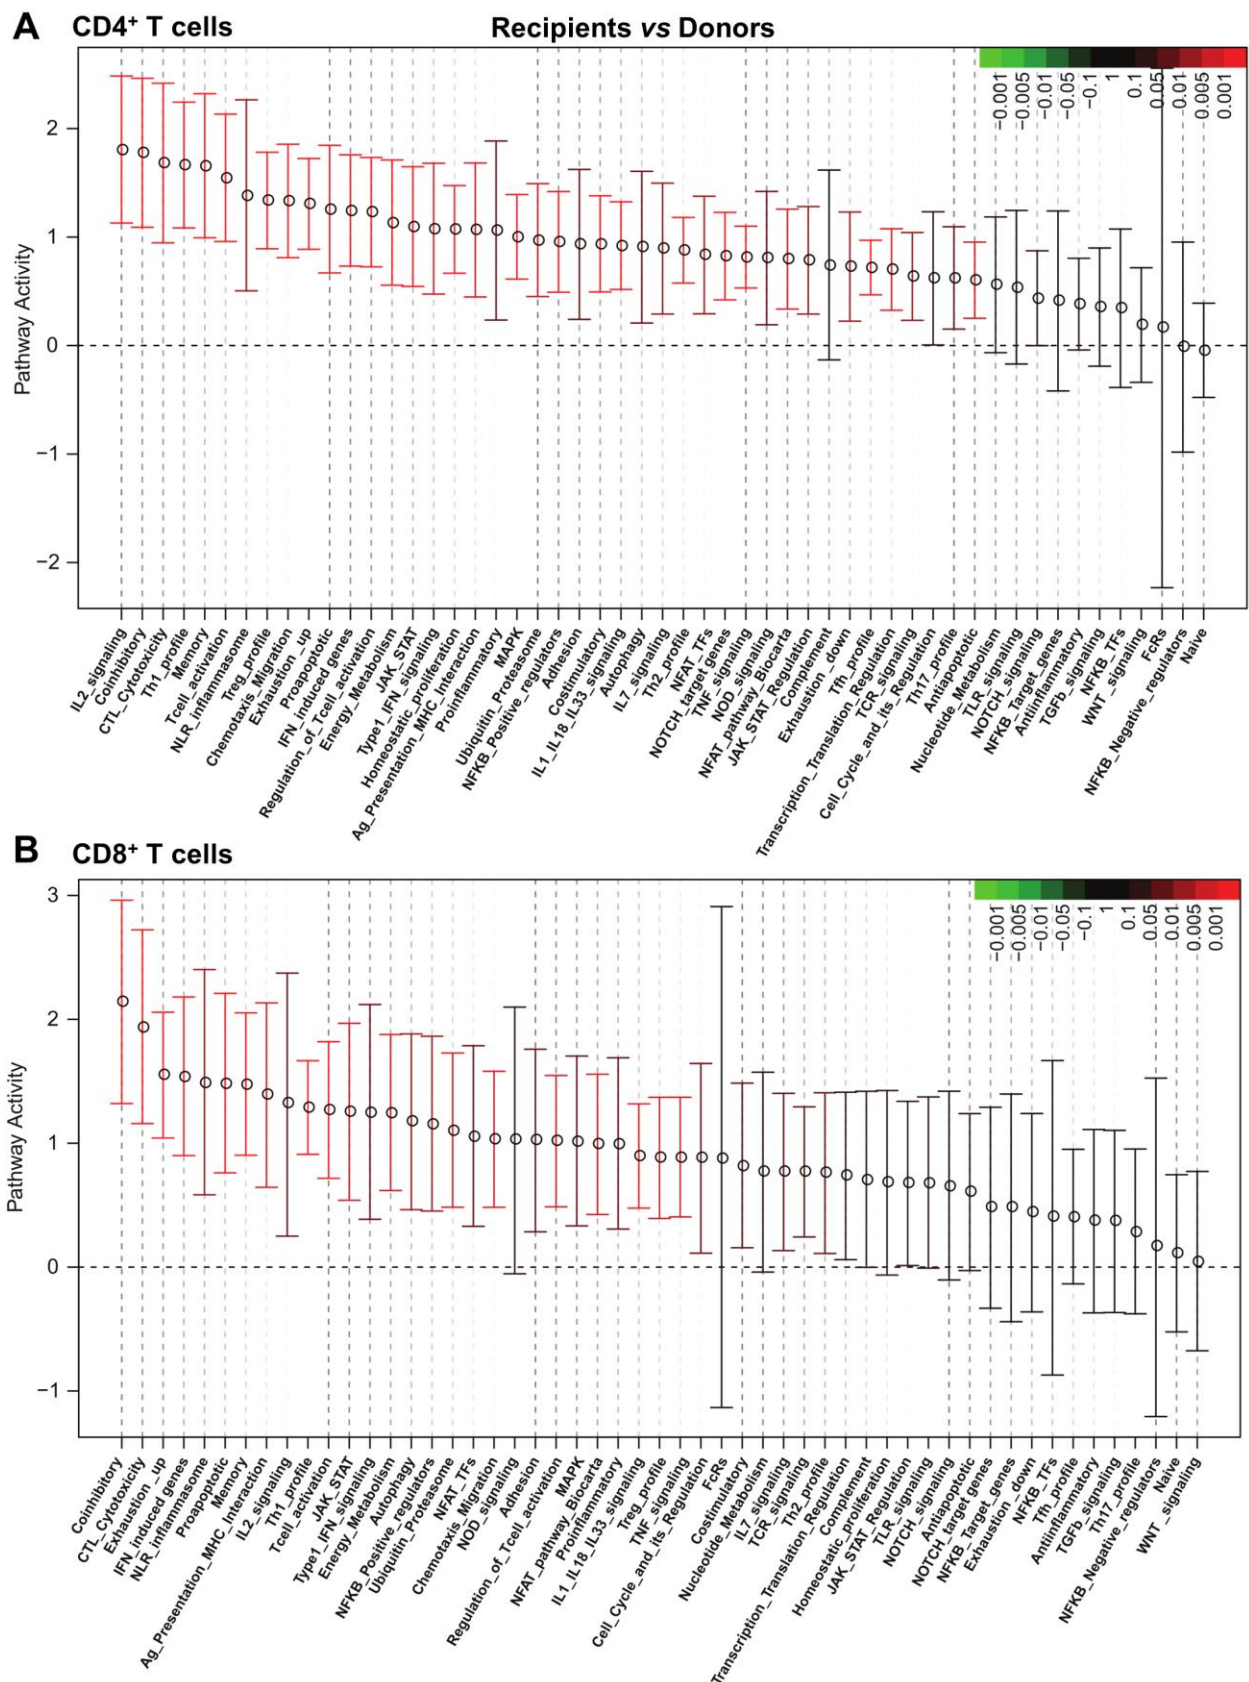 A CD4⁺ T cells Recipients vs Donors
−0.001
−0.005
−0.01
−0.05
−0.1
1
0.1
0.05
0.01
0.005
0.001
Pathway Activity
2
1
0
−1
−2
IL2_signaling
Coinhibitory
CTL_Cytotoxicity
Th1_profile
Memory
Tcell_activation
NLR_inflammasome
Treg_profile
Chemotaxis_Migration
Exhaustion_up
Proapoptotic
IFN_induced_genes
Regulation_of_Tcell_activation
Energy_Metabolism
JAK_STAT
Type1_IFN_signaling
Homeostatic_proliferation
Ag_Presentation_MHC_Interaction
Proinflammatory
MAPK
Ubiquitin_Proteasome
NFKB_Positive_regulators
Adhesion
Costimulatory
IL1_IL18_IL33_signaling
Autophagy
IL7_signaling
Th2_profile
NFAT_TFs
NOTCH_target genes
TNF_signaling
NOD_signaling
NFAT_pathway_Biocarta
JAK_STAT_Regulation
Complement
Exhaustion_down
Tfh_profile
Transcription_Translation_Regulation
TCR_signaling
Cell_Cycle_and_its_Regulation
Th17_profile
Antiapoptotic
Nucleotide_Metabolism
TLR_signaling
NOTCH_signaling
NFKB_Target_genes
Antiinflammatory
TGFb_signaling
NFKB_TFs
WNT_signaling
FcRs
NFKB_Negative_regulators
Naive
B CD8⁺ T cells
−0.001
−0.005
−0.01
−0.05
−0.1
1
0.1
0.05
0.01
0.005
0.001
Pathway Activity
3
2
1
0
−1
Coinhibitory
CTL_Cytotoxicity
Exhaustion_up
IFN_induced genes
NLR_inflammasome
Proapoptotic
Memory
Ag_Presentation_MHC_Interaction
IL2_signaling
Th1_profile
Tcell_activation
JAK_STAT
Type1_IFN_signaling
Energy_Metabolism
Autophagy
NFKB_Positive_regulators
Ubiquitin_Proteasome
NFAT_TFs
Chemotaxis_Migration
NOD_signaling
Adhesion
Regulation_of_Tcell_activation
MAPK
NFAT_pathway_Biocarta
Proinflammatory
IL1_IL18_IL33_signaling
Treg_profile
TNF_signaling
Cell_Cycle_and_its_Regulation
FcRs
Costimulatory
Nucleotide_Metabolism
IL7_signaling
TCR_signaling
Th2_profile
Transcription_Translation_Regulation
Complement
Homeostatic_proliferation
JAK_STAT_Regulation
TLR_signaling
NOTCH_signaling
Antiapoptotic
NOTCH_target genes
NFKB_Target_genes
Exhaustion_down
NFKB_TFs
Tfh_profile
Antiinflammatory
TGFb_signaling
Th17_profile
NFKB_Negative_regulators
Naive
WNT_signaling